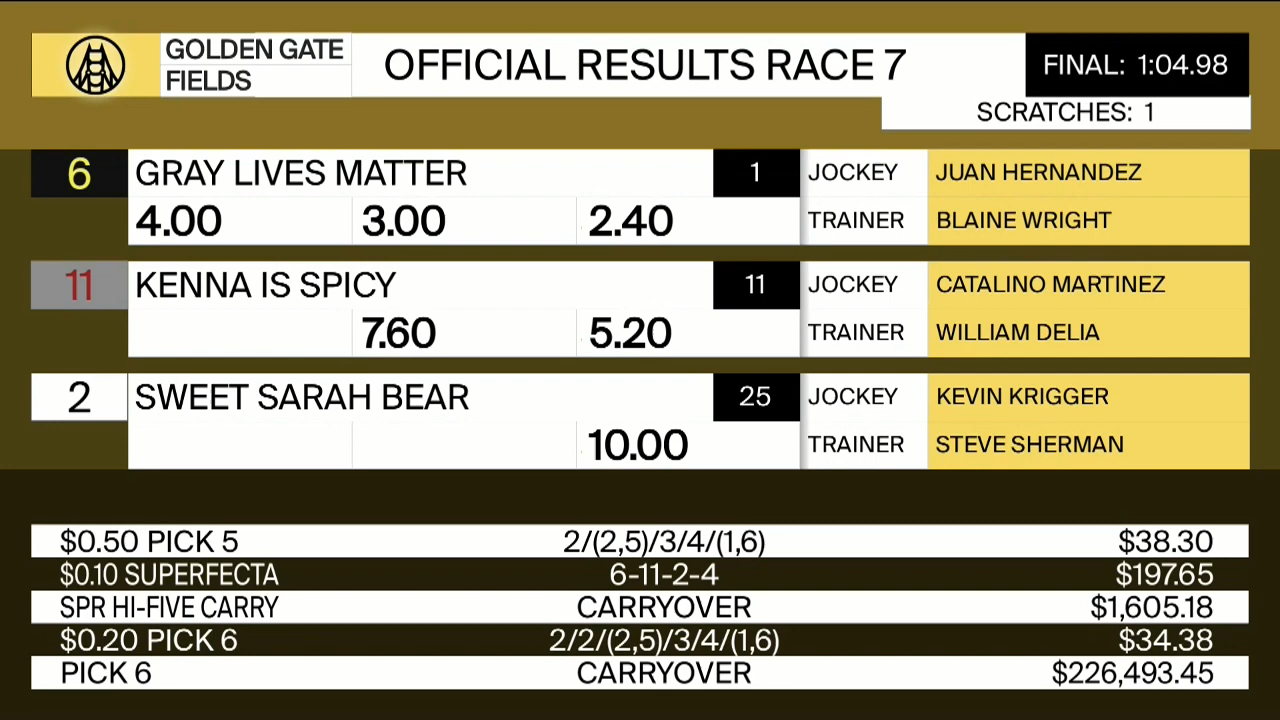 GOLDEN GATE
FIELDS
OFFICIAL RESULTS RACE 7
FINAL: 1:04.98
SCRATCHES: 1
6 GRAY LIVES MATTER 1 JOCKEY JUAN HERNANDEZ
4.00 3.00 2.40 TRAINER BLAINE WRIGHT
11 KENNA IS SPICY 11 JOCKEY CATALINO MARTINEZ
7.60 5.20 TRAINER WILLIAM DELIA
2 SWEET SARAH BEAR 25 JOCKEY KEVIN KRIGGER
10.00 TRAINER STEVE SHERMAN
$0.50 PICK 5 2/(2,5)/3/4/(1,6) $38.30
$0.10 SUPERFECTA 6-11-2-4 $197.65
SPR HI-FIVE CARRY CARRYOVER $1,605.18
$0.20 PICK 6 2/2/(2,5)/3/4/(1,6) $34.38
PICK 6 CARRYOVER $226,493.45